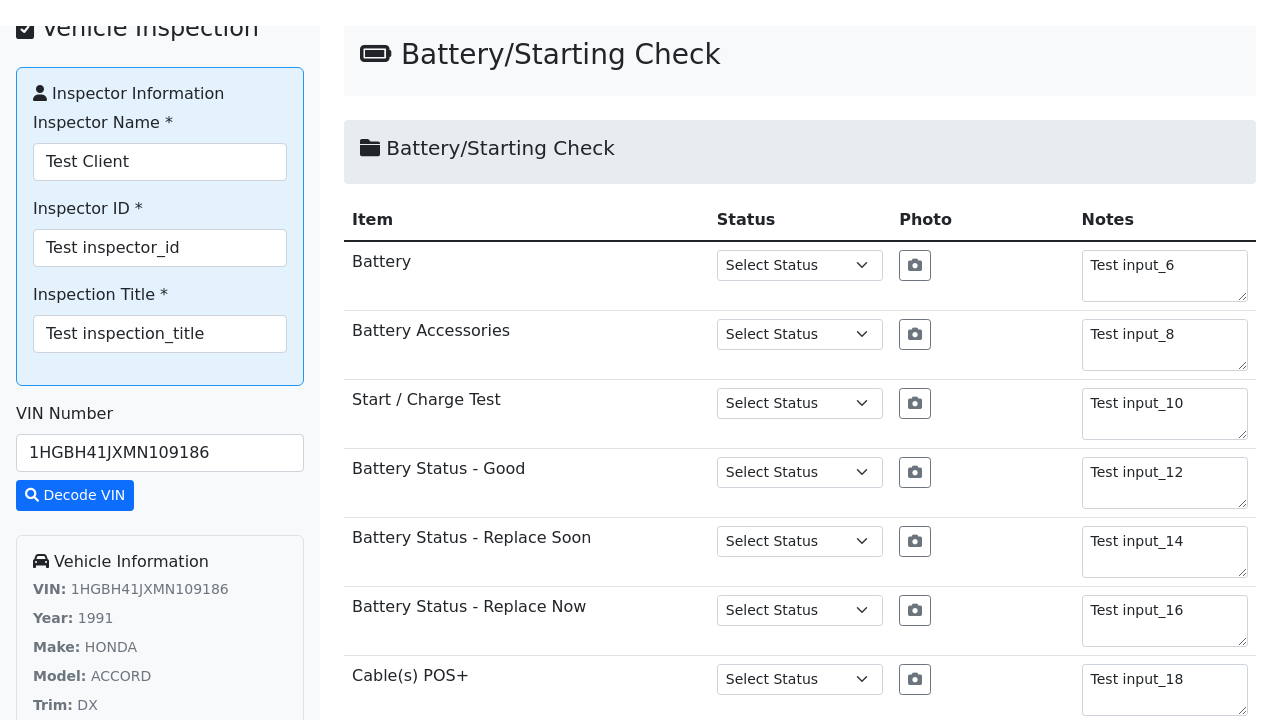 Vehicle Inspection
Inspector Information
Inspector Name *
Test Client
Inspector ID *
Test inspector_id
Inspection Title *
Test inspection_title
VIN Number
1HGBH41JXMN109186
Decode VIN
Vehicle Information
VIN: 1HGBH41JXMN109186
Year: 1991
Make: HONDA
Model: ACCORD
Trim: DX
Battery/Starting Check
Battery/Starting Check
Item Status Photo Notes
Battery Select Status Test input_6
Battery Accessories Select Status Test input_8
Start / Charge Test Select Status Test input_10
Battery Status - Good Select Status Test input_12
Battery Status - Replace Soon Select Status Test input_14
Battery Status - Replace Now Select Status Test input_16
Cable(s) POS+ Select Status Test input_18